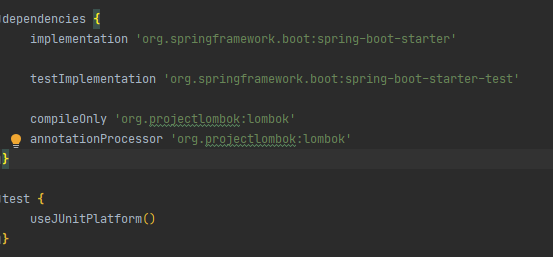 dependencies {
implementation 'org.springframework.boot:spring-boot-starter'
testImplementation 'org.springframework.boot:spring-boot-starter-test'
compileOnly 'org.projectlombok:lombok'
annotationProcessor 'org.projectlombok:lombok'
}
test {
useJUnitPlatform()
}